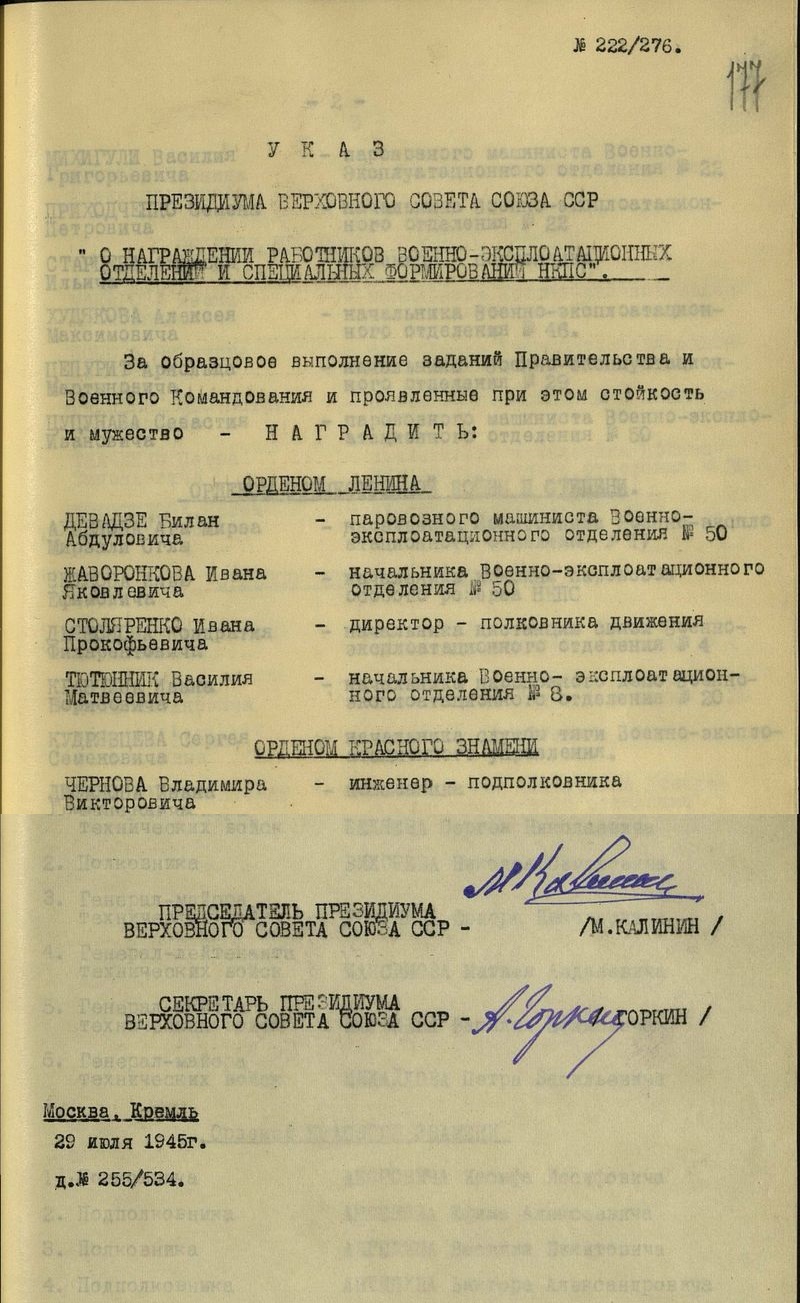 № 222/276.
177
У К А З
ПРЕЗИДИУМА ВЕРХОВНОГО СОВЕТА СОЮЗА ССР
" О НАГРАЖДЕНИИ РАБОТНИКОВ ВОЕННО-ЭКСПЛОАТАЦИОННЫХ
ОТДЕЛЕНИЙ И СПЕЦИАЛЬНЫХ ФОРМИРОВАНИЙ НКПС".
За образцовое выполнение заданий Правительства и
Военного Командования и проявленные при этом стойкость
и мужество - Н А Г Р А Д И Т Ь:
ОРДЕНОМ ЛЕНИНА
ДЕВАДЗЕ Билан - паровозного машиниста Военно-
Абдуловича эксплоатационного отделения № 50
ЖАВОРОНКОВА Ивана - начальника Военно-эксплоатационного
Яковлевича отделения № 50
СТОЛЯРЕНКО Ивана - директор - полковника движения
Прокофьевича
ТЮТЮННИК Василия - начальника Военно- эксплоатацион-
Матвеевича ного отделения № 8.
ОРДЕНОМ КРАСНОГО ЗНАМЕНИ
ЧЕРНОВА Владимира - инженер - подполковника
Викторовича
М Калинин
ПРЕДСЕДАТЕЛЬ ПРЕЗИДИУМА
ВЕРХОВНОГО СОВЕТА СОЮЗА ССР - /М.КАЛИНИН /
СЕКРЕТАРЬ ПРЕЗИДИУМА
ВЕРХОВНОГО СОВЕТА СОЮЗА ССР - А. Горкин ГОРКИН /
Москва, Кремль
29 июля 1945г.
д.№ 255/534.